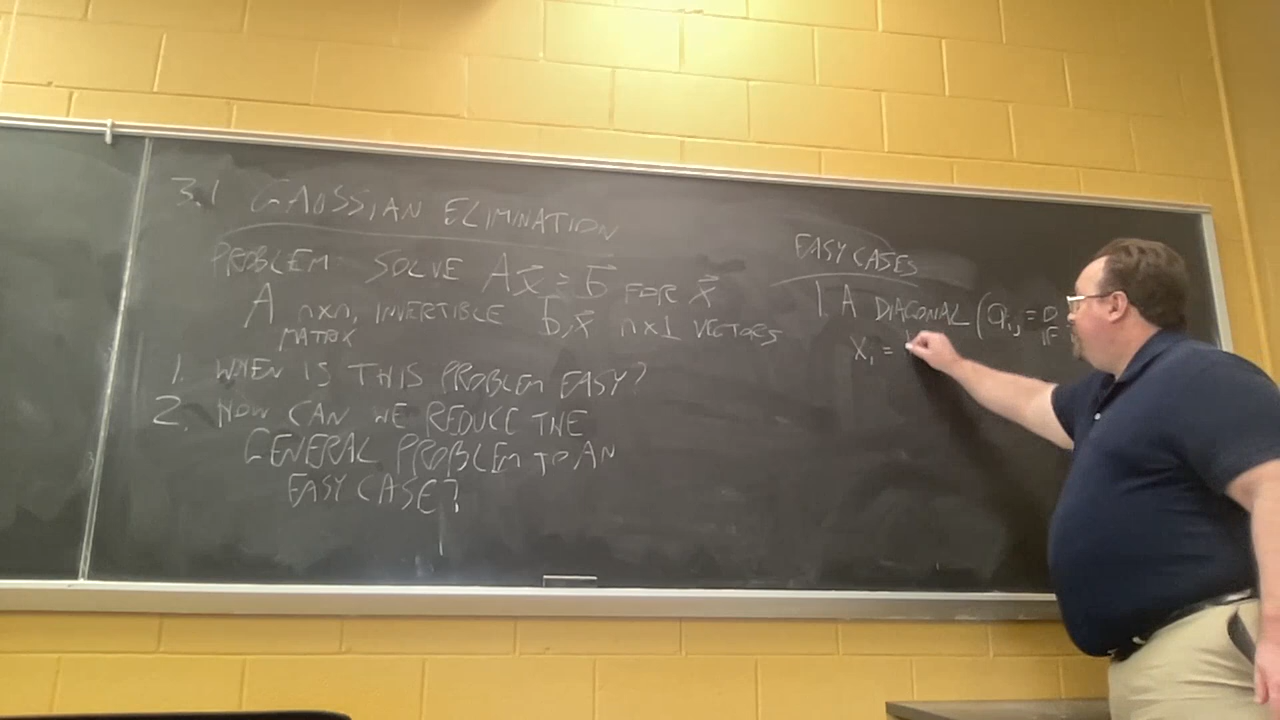 3.1 GAUSSIAN ELIMINATION
PROBLEM SOLVE Ax⃗ = b⃗ FOR x⃗
A n×n, INVERTIBLE b⃗, x⃗ n×1 VECTORS
MATRIX
1. WHEN IS THIS PROBLEM EASY?
2. HOW CAN WE REDUCE THE
GENERAL PROBLEM TO AN
EASY CASE?
EASY CASES
1. A DIAGONAL (a_{i,j} = 0
IF
x_1 =